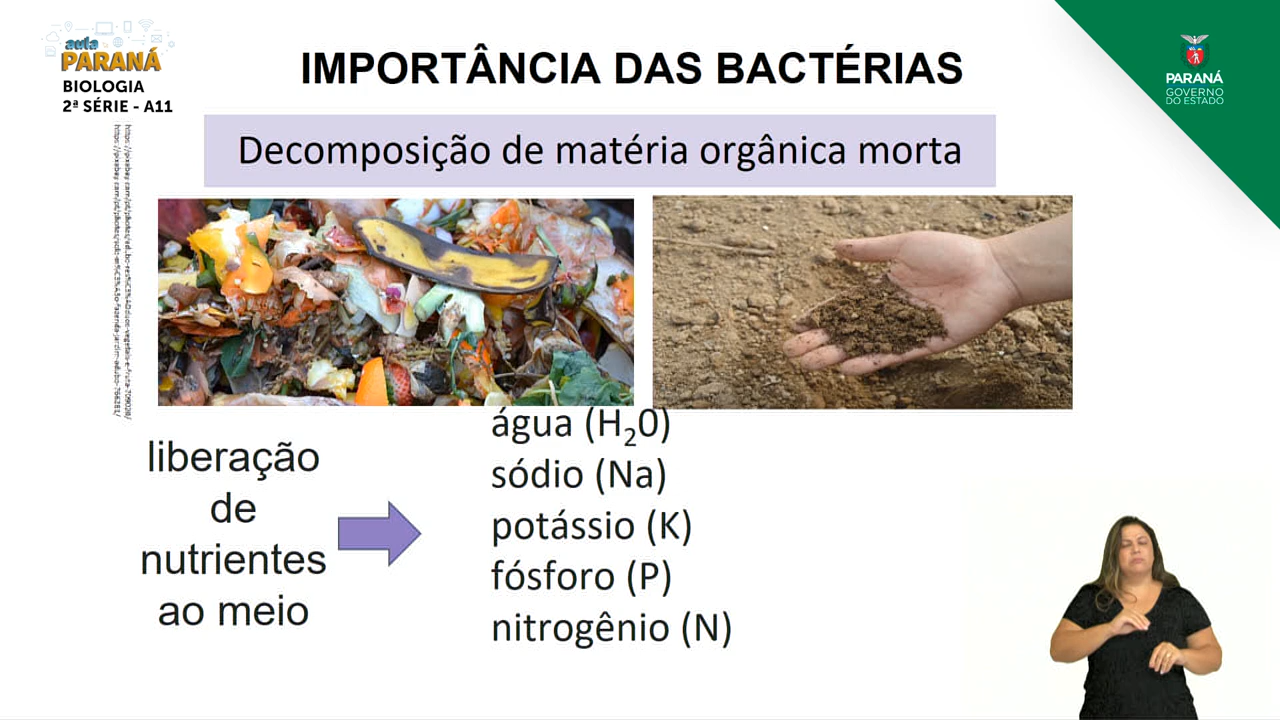 aula
PARANÁ
BIOLOGIA
2ª SÉRIE - A11
IMPORTÂNCIA DAS BACTÉRIAS
PARANÁ
GOVERNO
DO ESTADO
Decomposição de matéria orgânica morta
liberação
de
nutrientes
ao meio
água (H₂0)
sódio (Na)
potássio (K)
fósforo (P)
nitrogênio (N)